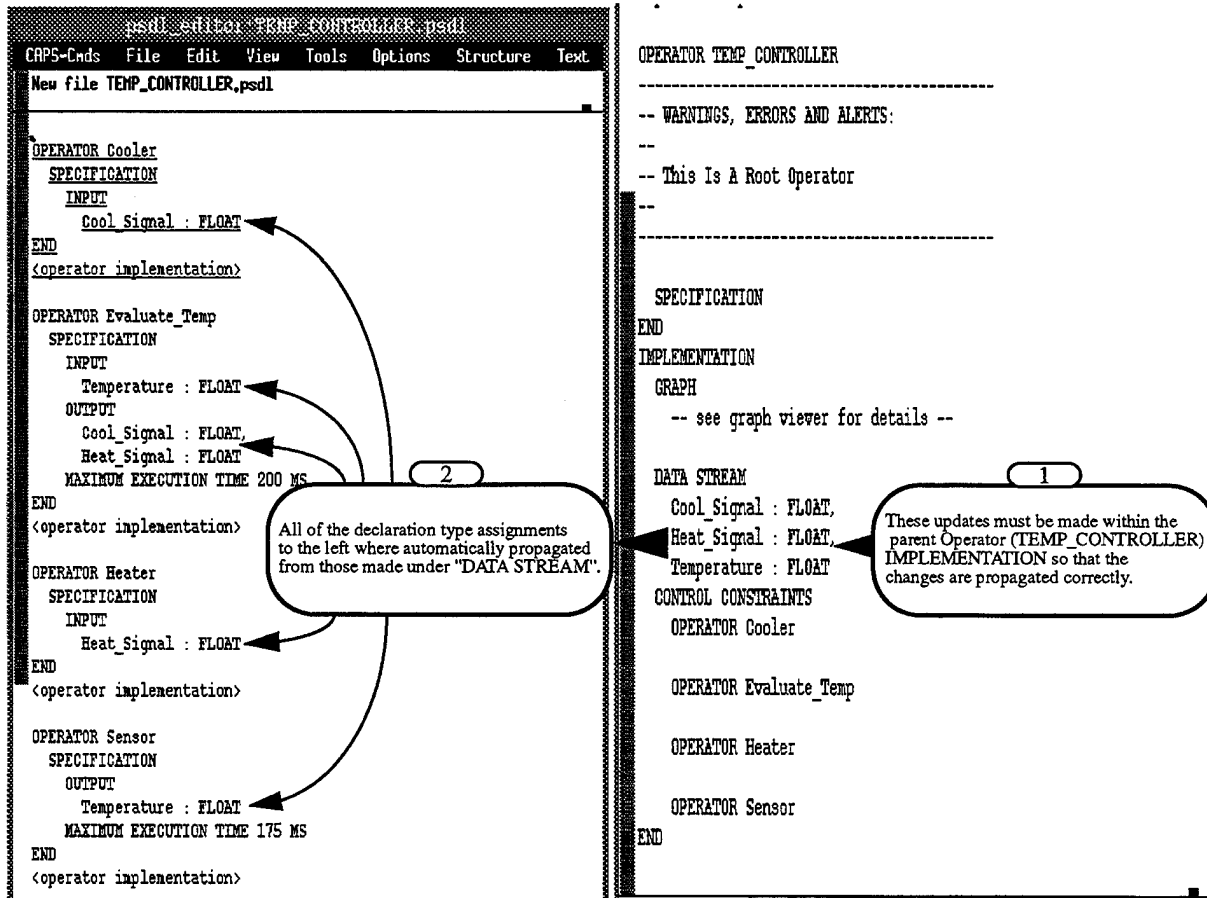 psdl_editor:TEMP_CONTROLLER.psdl
CAPS-Cmds File Edit View Tools Options Structure Text
New file TEMP_CONTROLLER.psdl
OPERATOR Cooler
SPECIFICATION
INPUT
Cool_Signal : FLOAT
END
<operator implementation>
OPERATOR Evaluate_Temp
SPECIFICATION
INPUT
Temperature : FLOAT
OUTPUT
Cool_Signal : FLOAT,
Heat_Signal : FLOAT
MAXIMUM EXECUTION TIME 200 MS
END
<operator implementation>
OPERATOR Heater
SPECIFICATION
INPUT
Heat_Signal : FLOAT
END
<operator implementation>
OPERATOR Sensor
SPECIFICATION
OUTPUT
Temperature : FLOAT
MAXIMUM EXECUTION TIME 175 MS
END
<operator implementation>
2
All of the declaration type assignments
to the left where automatically propagated
from those made under "DATA STREAM".
OPERATOR TEMP_CONTROLLER
--------------------------------------------
-- WARNINGS, ERRORS AND ALERTS:
--
-- This Is A Root Operator
--
--------------------------------------------
SPECIFICATION
END
IMPLEMENTATION
GRAPH
-- see graph viewer for details --
DATA STREAM
Cool_Signal : FLOAT,
Heat_Signal : FLOAT,
Temperature : FLOAT
CONTROL CONSTRAINTS
OPERATOR Cooler
OPERATOR Evaluate_Temp
OPERATOR Heater
OPERATOR Sensor
END
1
These updates must be made within the
parent Operator (TEMP_CONTROLLER)
IMPLEMENTATION so that the
changes are propagated correctly.